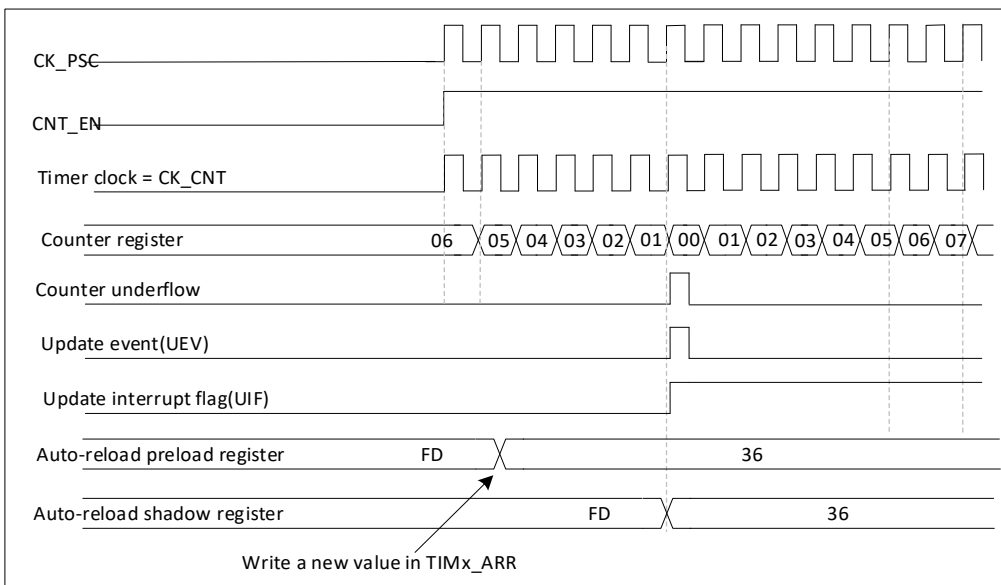 CK_PSC
CNT_EN
Timer clock = CK_CNT
Counter register 06 05 04 03 02 01 00 01 02 03 04 05 06 07
Counter underflow
Update event(UEV)
Update interrupt flag(UIF)
Auto-reload preload register FD 36
Auto-reload shadow register FD 36
Write a new value in TIMx_ARR